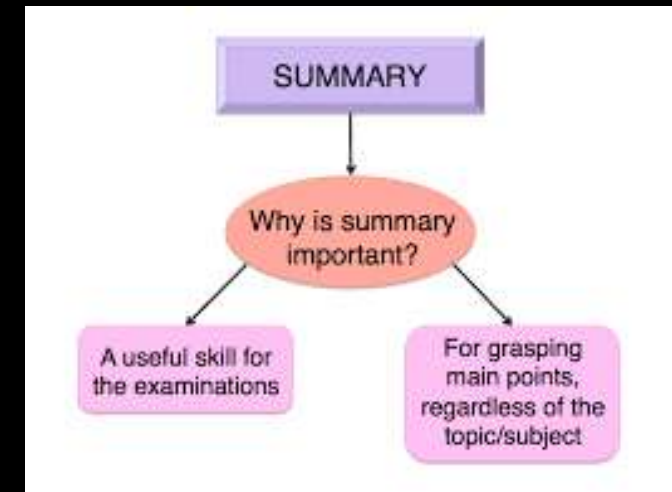 SUMMARY
Why is summary
important?
A useful skill for
the examinations
For grasping
main points,
regardless of the
topic/subject